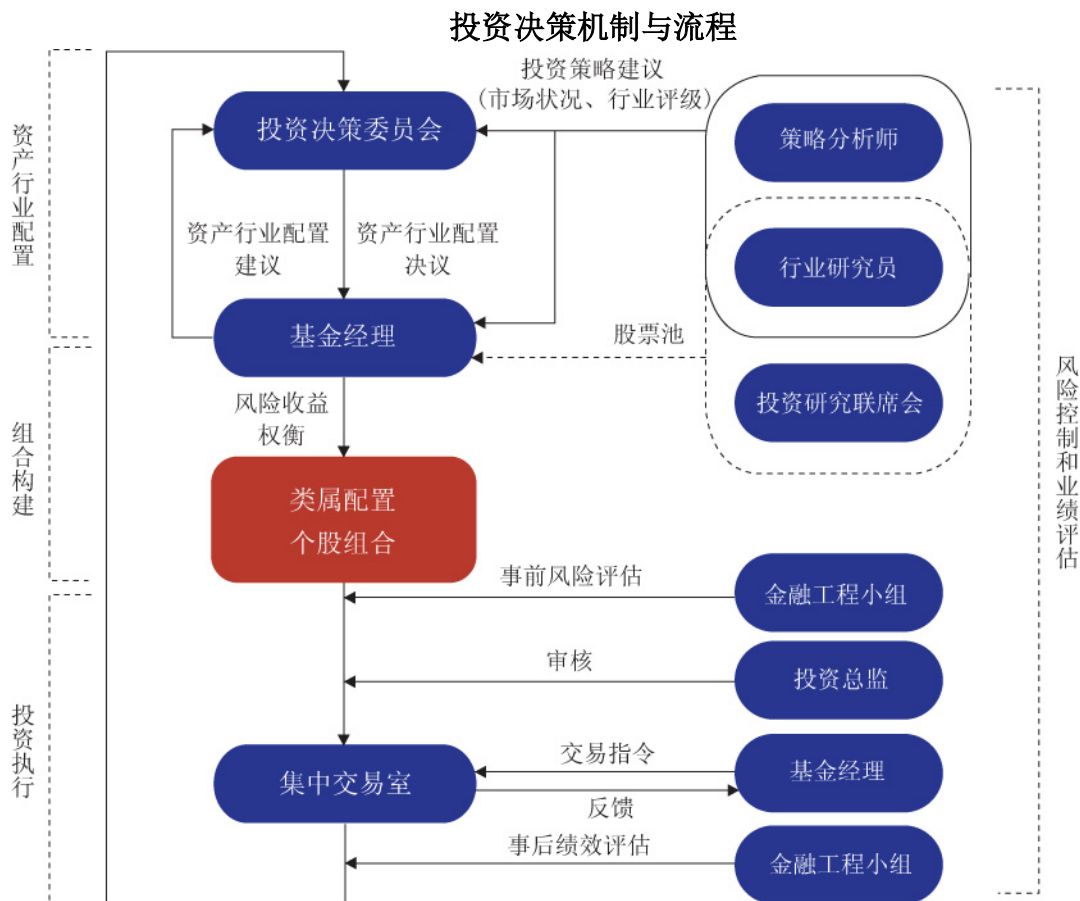 投资决策机制与流程
投资策略建议
(市场状况、行业评级)
投资决策委员会
策略分析师
资产行业配置
资产行业配置
建议
资产行业配置
决议
行业研究员
基金经理
股票池
投资研究联席会
风险收益
权衡
组合构建
类属配置
个股组合
风险控制和业绩评估
事前风险评估
金融工程小组
审核
投资总监
投资执行
集中交易室
交易指令
基金经理
反馈
事后绩效评估
金融工程小组